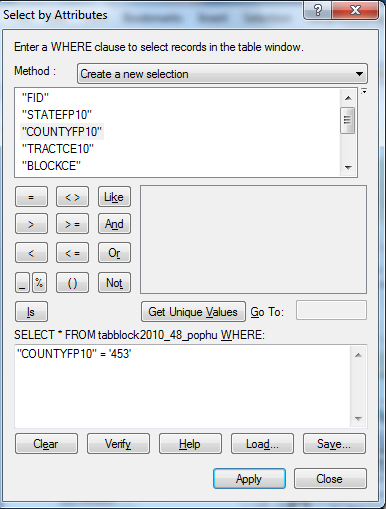 Select by Attributes
Enter a WHERE clause to select records in the table window.
Method : Create a new selection
"FID"
"STATEFP10"
"COUNTYFP10"
"TRACTCE10"
"BLOCKCE"
= < > Like
> > = And
< < = Or
_ % ( ) Not
Is Get Unique Values Go To:
SELECT * FROM tabblock2010_48_pophu WHERE:
"COUNTYFP10" = '453'
Clear Verify Help Load... Save...
Apply Close